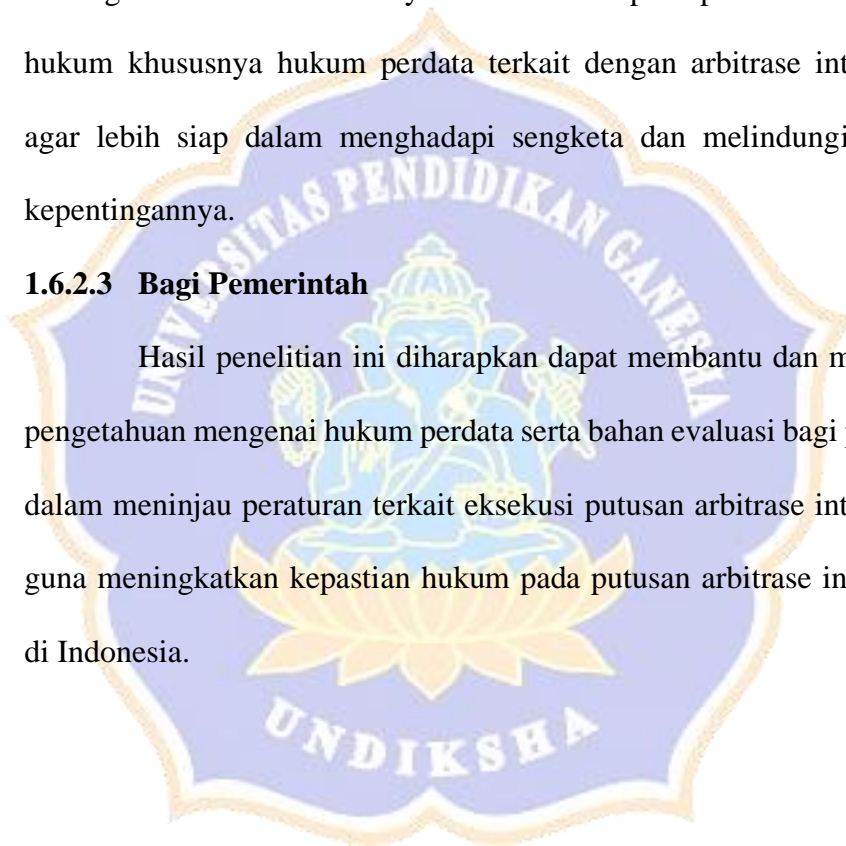 hukum khususnya hukum perdata terkait dengan arbitrase int
agar lebih siap dalam menghadapi sengketa dan melindungi
kepentingannya.
1.6.2.3 Bagi Pemerintah
Hasil penelitian ini diharapkan dapat membantu dan m
pengetahuan mengenai hukum perdata serta bahan evaluasi bagi
dalam meninjau peraturan terkait eksekusi putusan arbitrase int
guna meningkatkan kepastian hukum pada putusan arbitrase in
di Indonesia.
UNIVERSITAS PENDIDIKAN GANESHA
UNDIKSHA